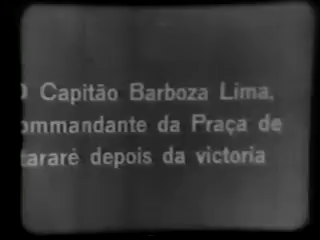 O Capitão Barboza Lima,
ommandante da Praça de
tararé depois da victoria